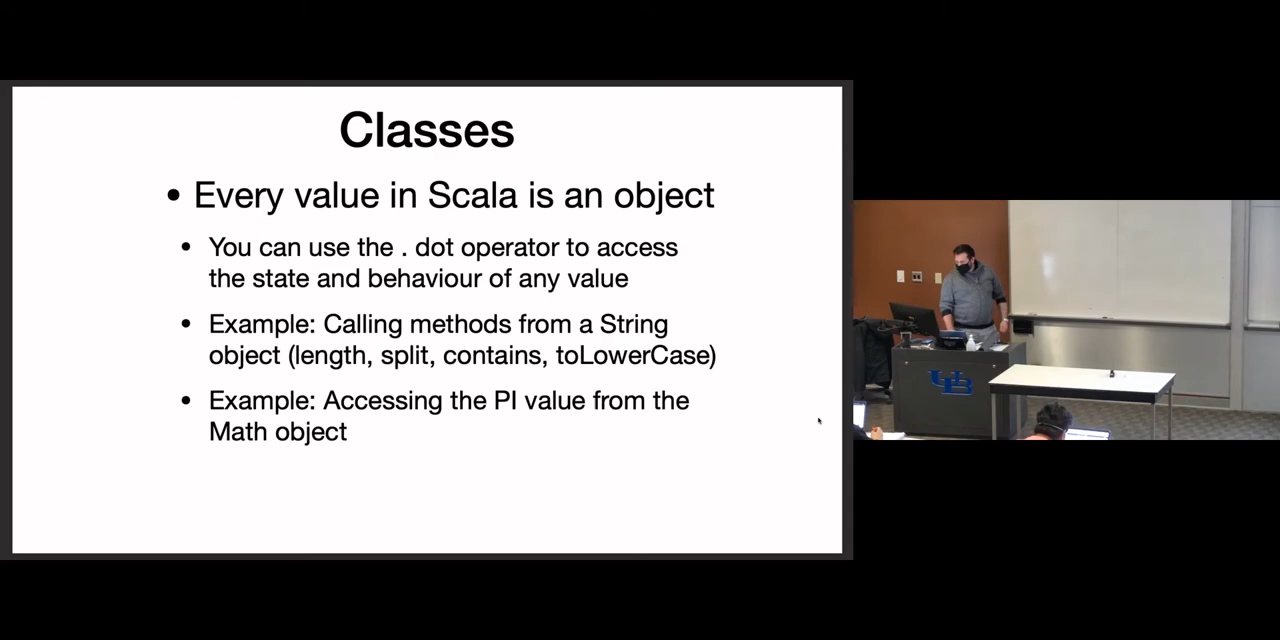 Classes
• Every value in Scala is an object
• You can use the . dot operator to access
the state and behaviour of any value
• Example: Calling methods from a String
object (length, split, contains, toLowerCase)
• Example: Accessing the PI value from the
Math object
UB